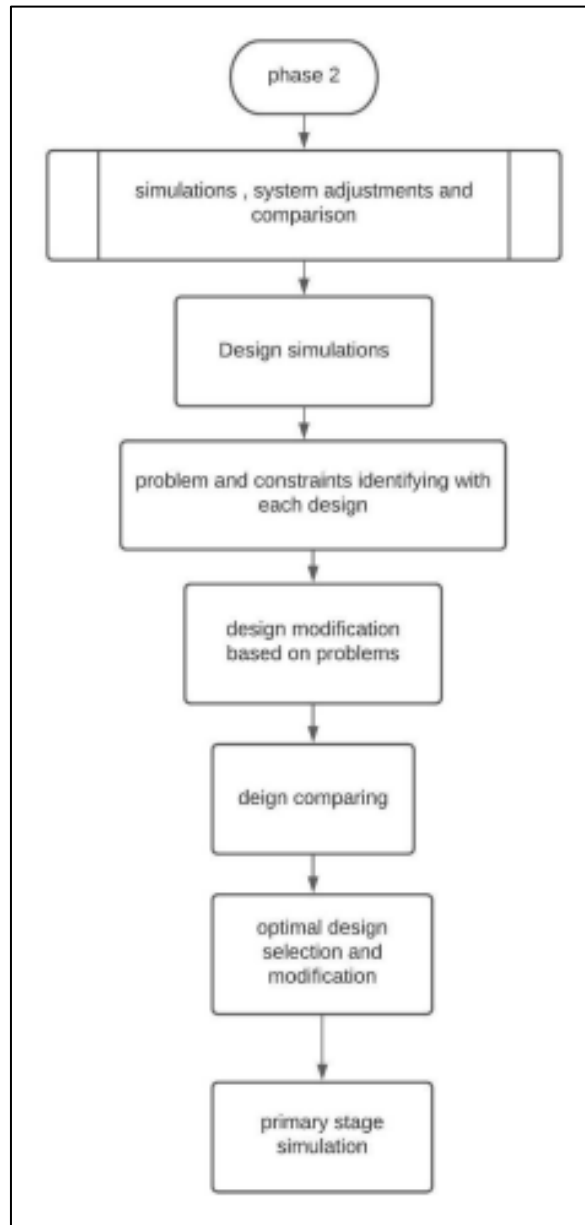 phase 2
simulations , system adjustments and
comparison
Design simulations
problem and constraints identifying with
each design
design modification
based on problems
deign comparing
optimal design
selection and
modification
primary stage
simulation